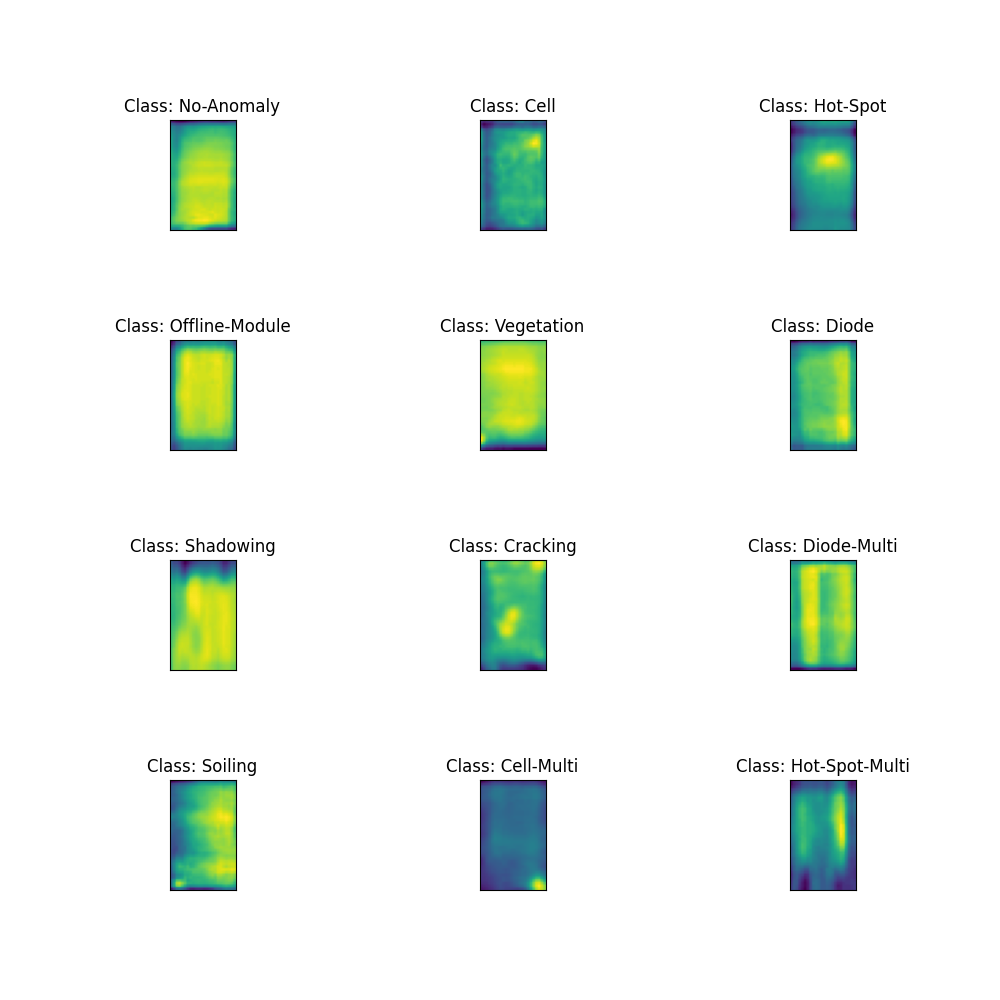 Class: No-Anomaly
Class: Cell
Class: Hot-Spot
Class: Offline-Module
Class: Vegetation
Class: Diode
Class: Shadowing
Class: Cracking
Class: Diode-Multi
Class: Soiling
Class: Cell-Multi
Class: Hot-Spot-Multi